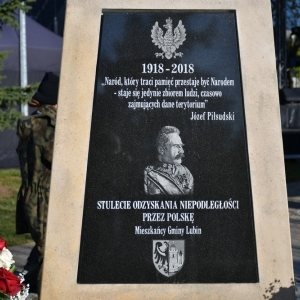 1918 - 2018
„Naród, który traci pamięć przestaje być Narodem
- staje się jedynie zbiorem ludzi, czasowo
zajmujących dane terytorium”
Józef Piłsudski
STULECIE ODZYSKANIA NIEPODLEGŁOŚCI
PRZEZ POLSKĘ
Mieszkańcy Gminy Lubin